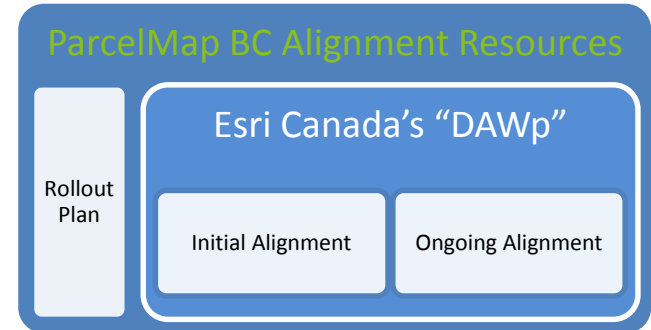 ParcelMap BC Alignment Resources
Esri Canada’s “DAWp”
Rollout
Plan
Initial Alignment
Ongoing Alignment